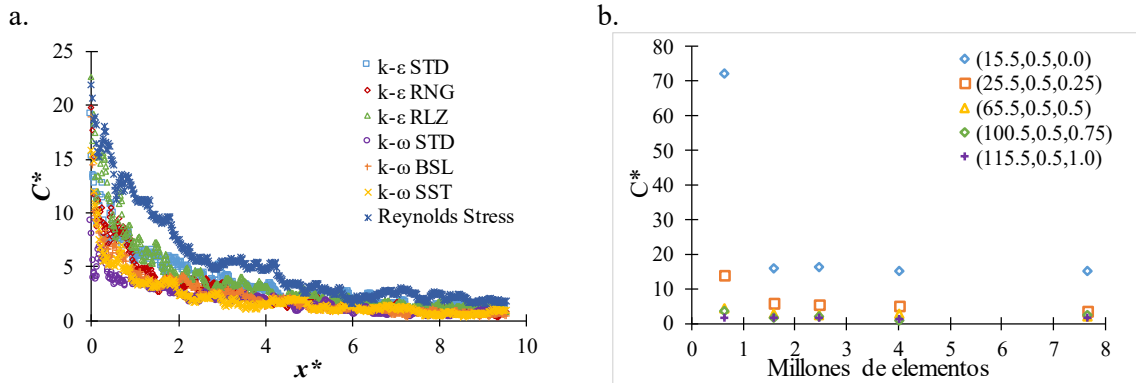 a.
25
20
15
10
5
0
C*
0 2 4 6 8 10
x*
k-ε STD
k-ε RNG
k-ε RLZ
k-ω STD
k-ω BSL
k-ω SST
Reynolds Stress
b.
80
70
60
50
40
30
20
10
0
C*
0 1 2 3 4 5 6 7 8
Millones de elementos
(15.5,0.5,0.0)
(25.5,0.5,0.25)
(65.5,0.5,0.5)
(100.5,0.5,0.75)
(115.5,0.5,1.0)